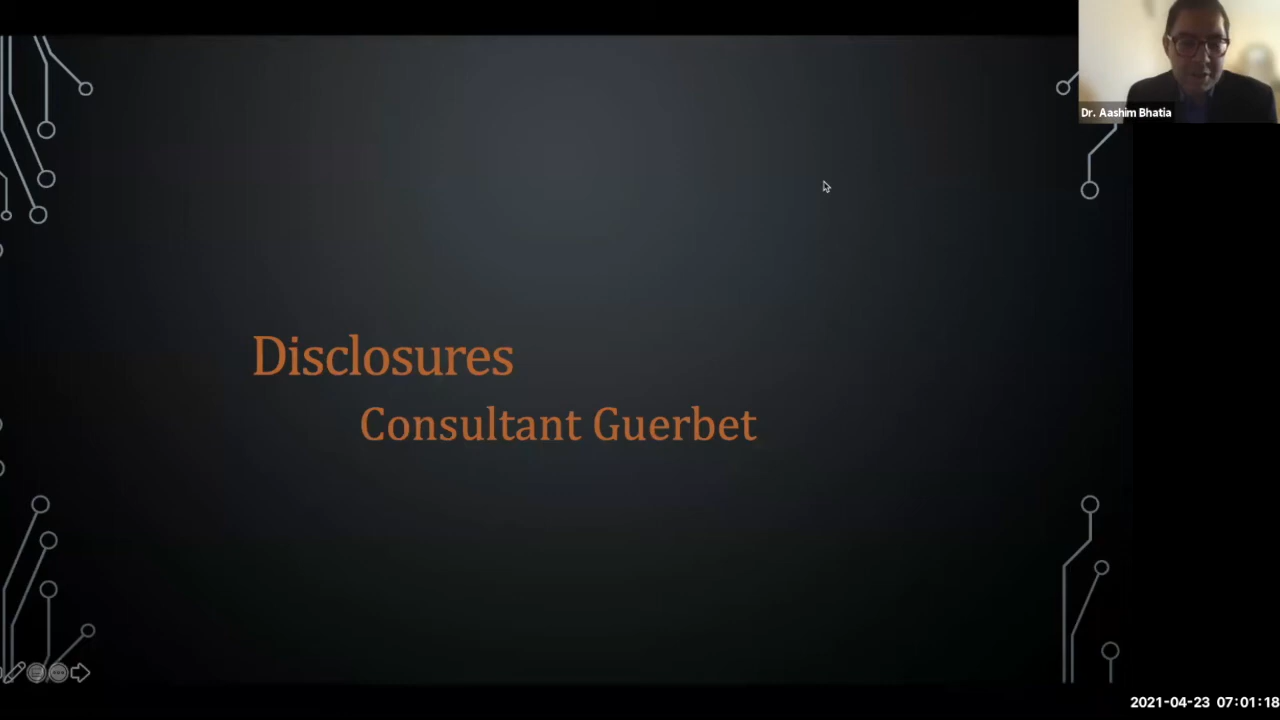 Dr. Aashim Bhatia
Disclosures
Consultant Guerbet
2021-04-23 07:01:18